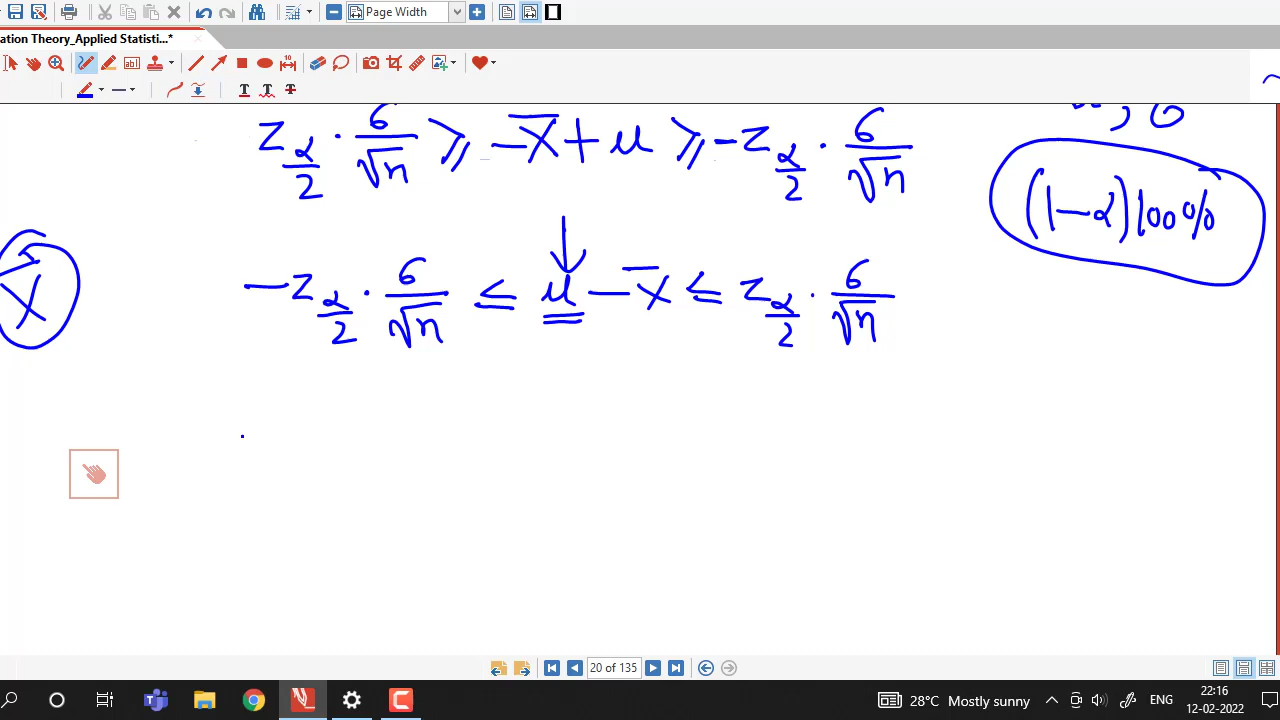 Page Width
ation Theory_Applied Statisti...*
10
T T T
z_{α/2} · σ/√n ⩾ -X̄ + μ ⩾ -z_{α/2} · σ/√n
(1-α)100%
X̄
-z_{α/2} · σ/√n ≤ μ - X̄ ≤ z_{α/2} · σ/√n
20 of 135
28°C Mostly sunny
ENG
22:16
12-02-2022